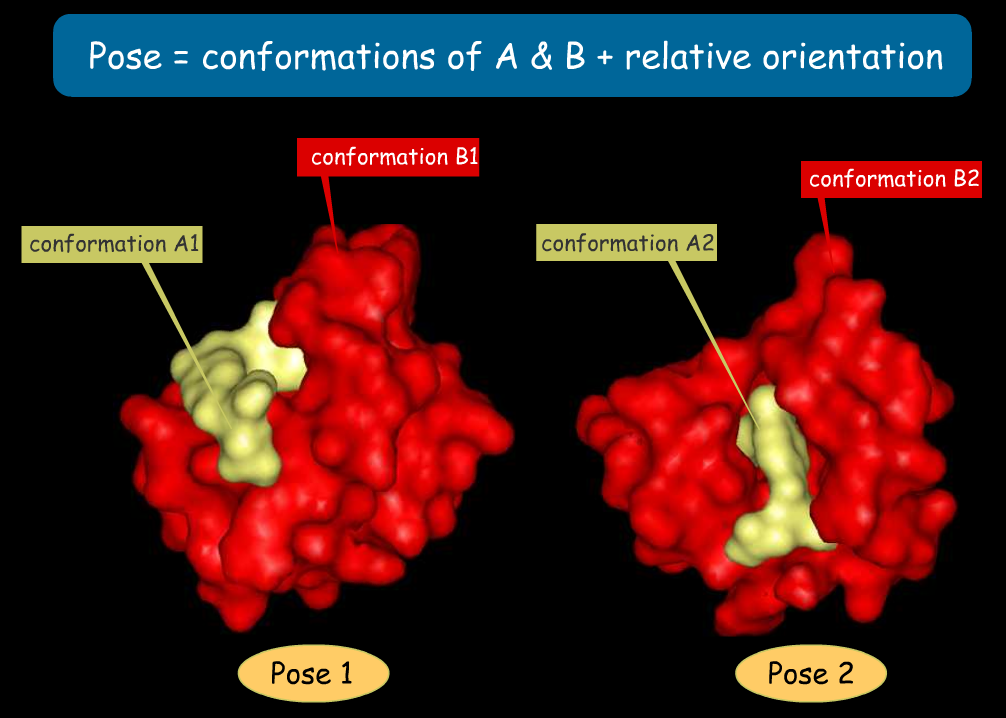 Pose = conformations of A & B + relative orientation
conformation B1
conformation B2
conformation A1
conformation A2
Pose 1
Pose 2